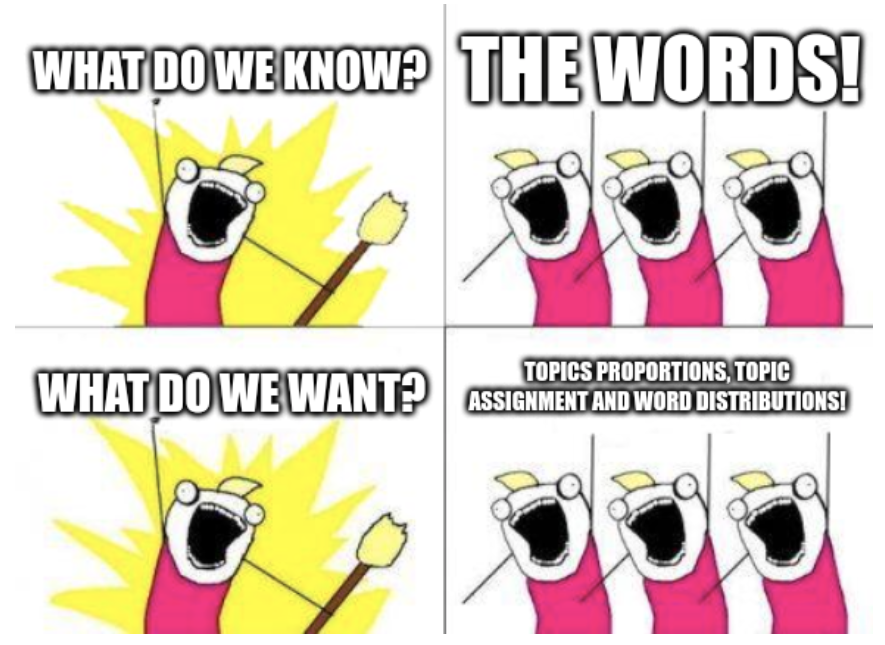 WHAT DO WE KNOW?
THE WORDS!
WHAT DO WE WANT?
TOPICS PROPORTIONS, TOPIC
ASSIGNMENT AND WORD DISTRIBUTIONS!